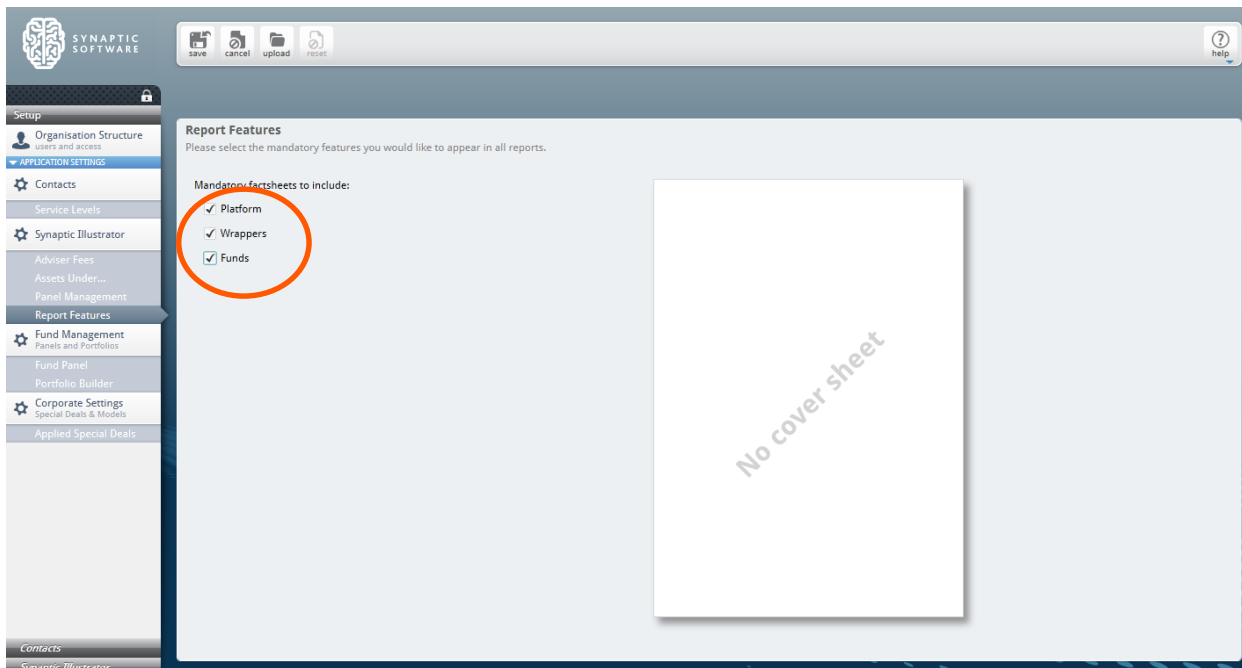 SYNAPTIC
SOFTWARE
save cancel upload reset
help
Setup
Organisation Structure
users and access
APPLICATION SETTINGS
Contacts
Service Levels
Synaptic Illustrator
Adviser Fees
Assets Under...
Panel Management
Report Features
Fund Management
Panels and Portfolios
Fund Panel
Portfolio Builder
Corporate Settings
Special Deals & Models
Applied Special Deals
Contacts
Synaptic Illustrator
Report Features
Please select the mandatory features you would like to appear in all reports.
Mandatory factsheets to include:
Platform
Wrappers
Funds
No cover sheet